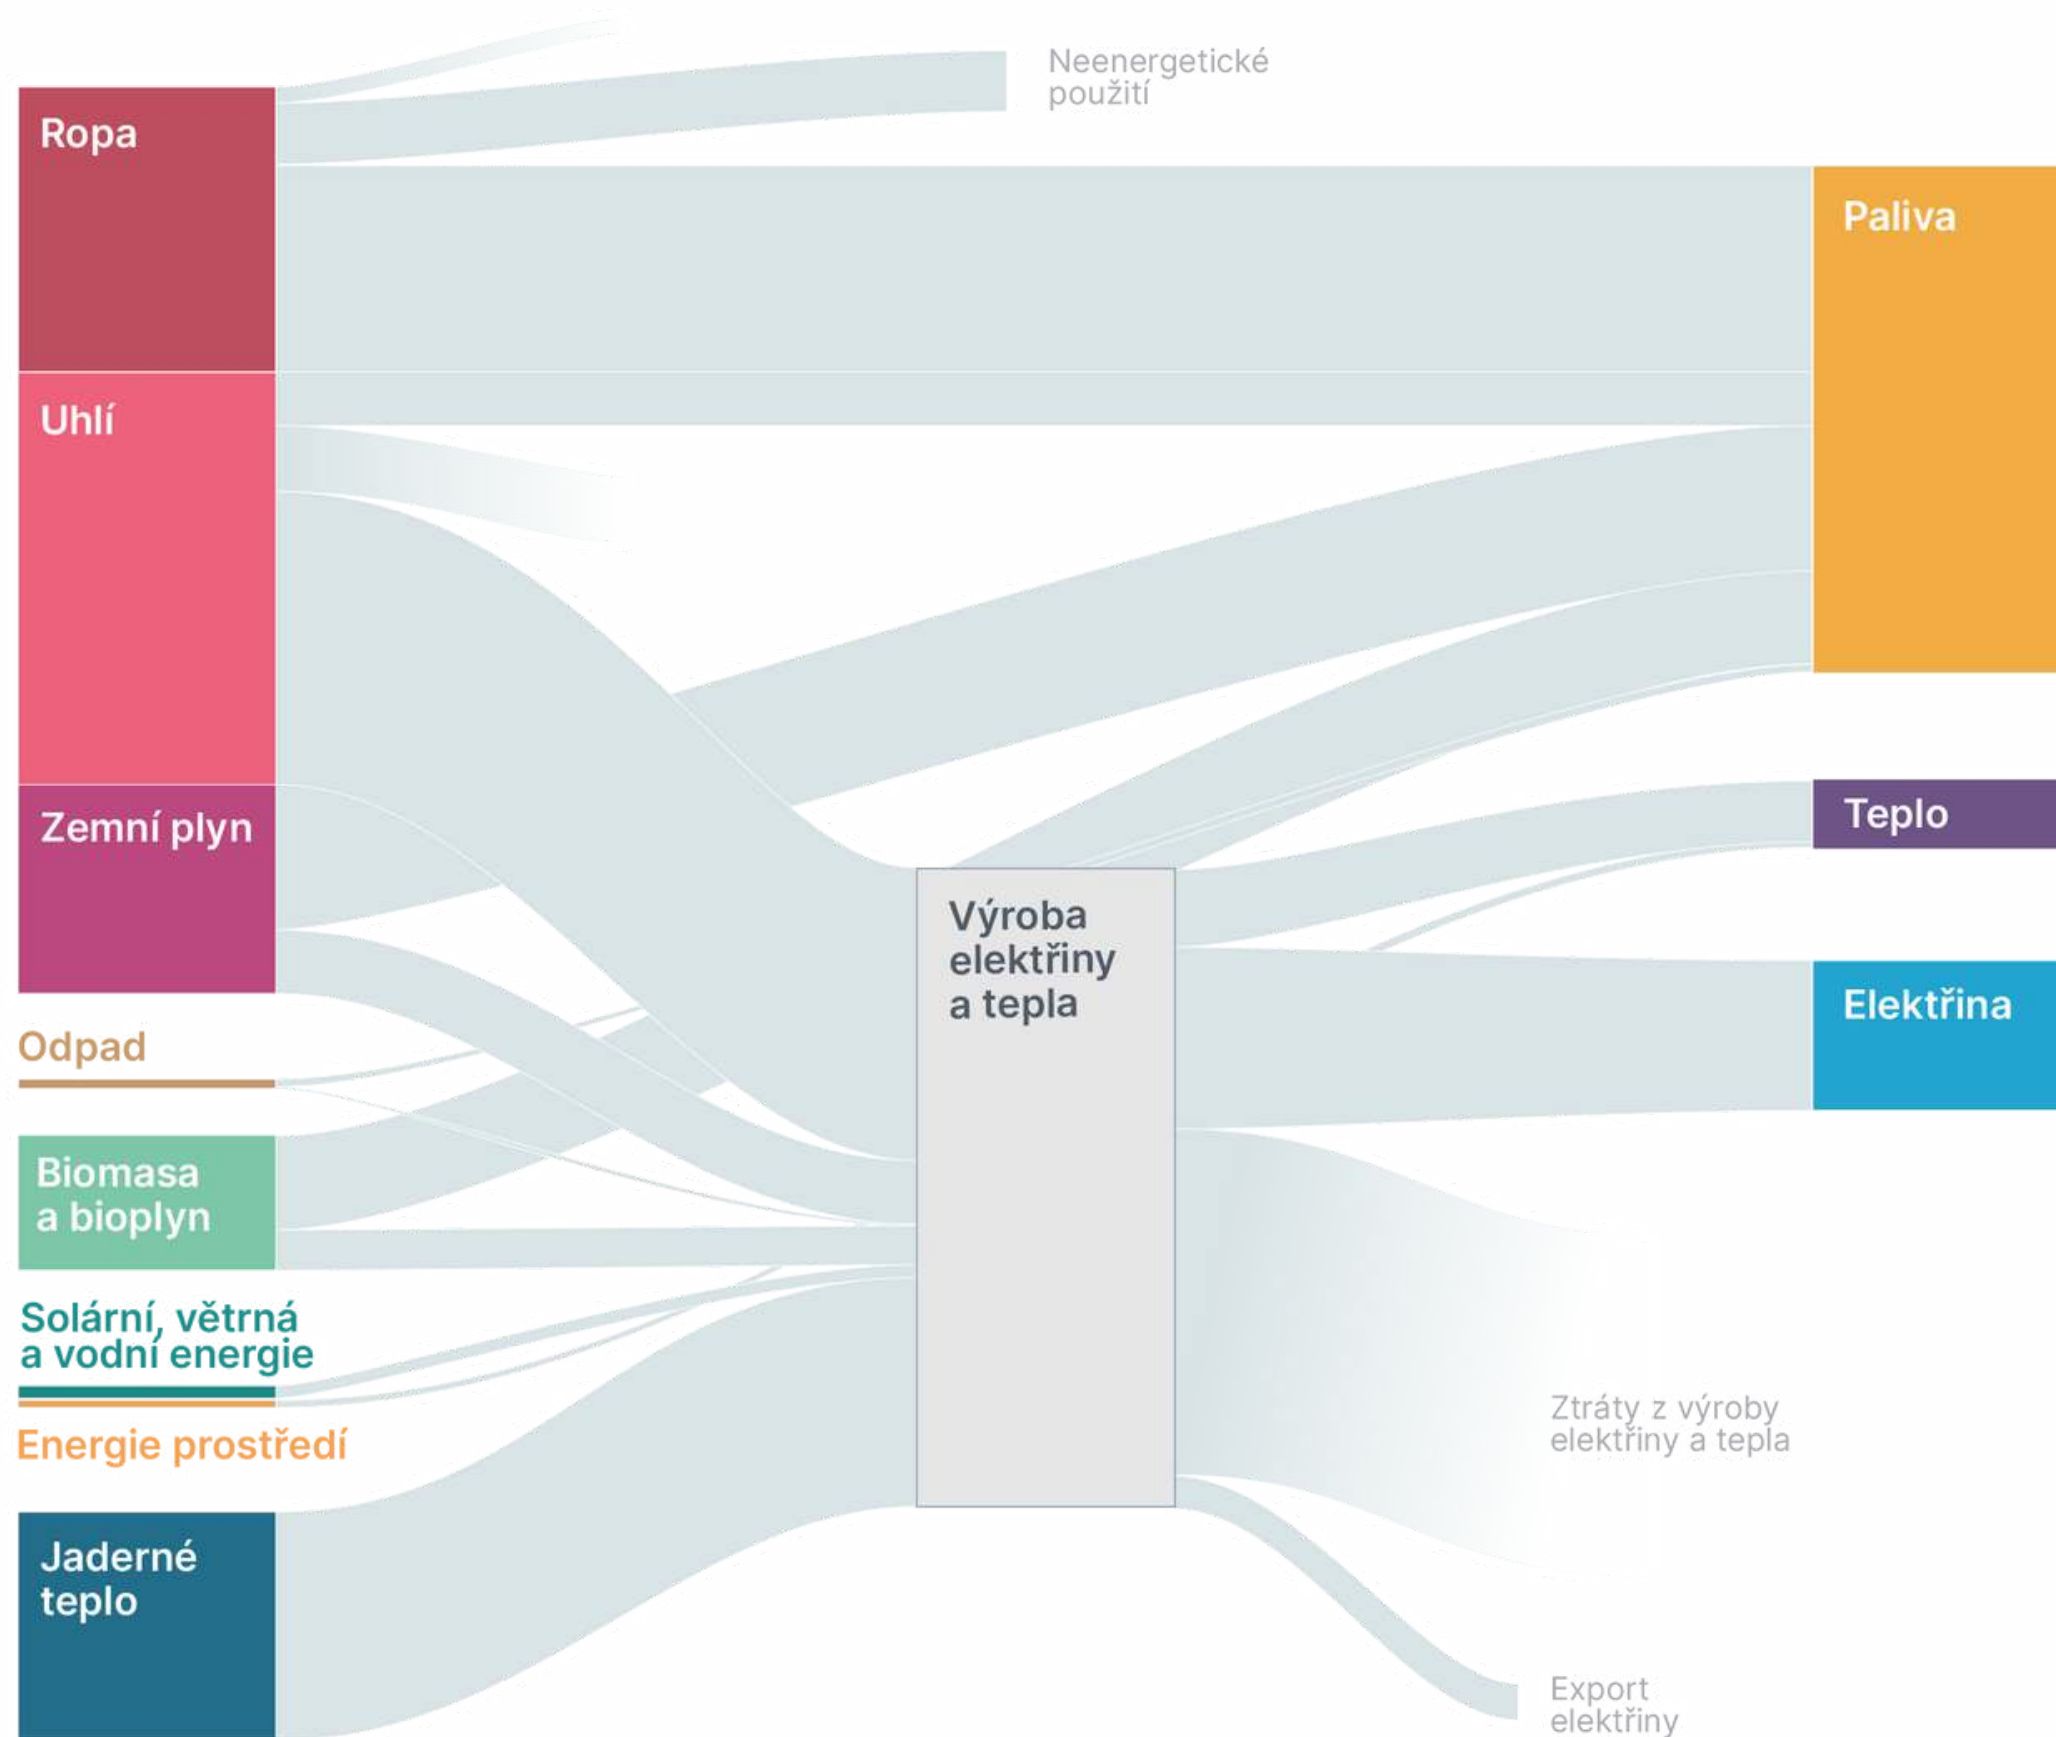 Neenergetické
použití
Ropa
Paliva
Uhlí
Zemní plyn
Teplo
Výroba
elektřiny
a tepla
Elektřina
Odpad
Biomasa
a bioplyn
Solární, větrná
a vodní energie
Energie prostředí
Ztráty z výroby
elektřiny a tepla
Jaderné
teplo
Export
elektřiny